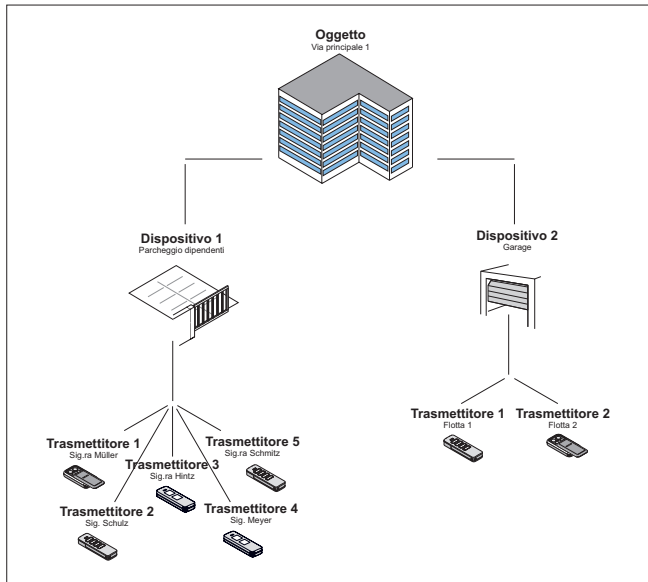 Oggetto
Via principale 1
Dispositivo 1
Parcheggio dipendenti
Dispositivo 2
Garage
Trasmettitore 1
Sig.ra Müller
Trasmettitore 2
Sig. Schulz
Trasmettitore 3
Sig.ra Hintz
Trasmettitore 4
Sig. Meyer
Trasmettitore 5
Sig.ra Schmitz
Trasmettitore 1
Flotta 1
Trasmettitore 2
Flotta 2